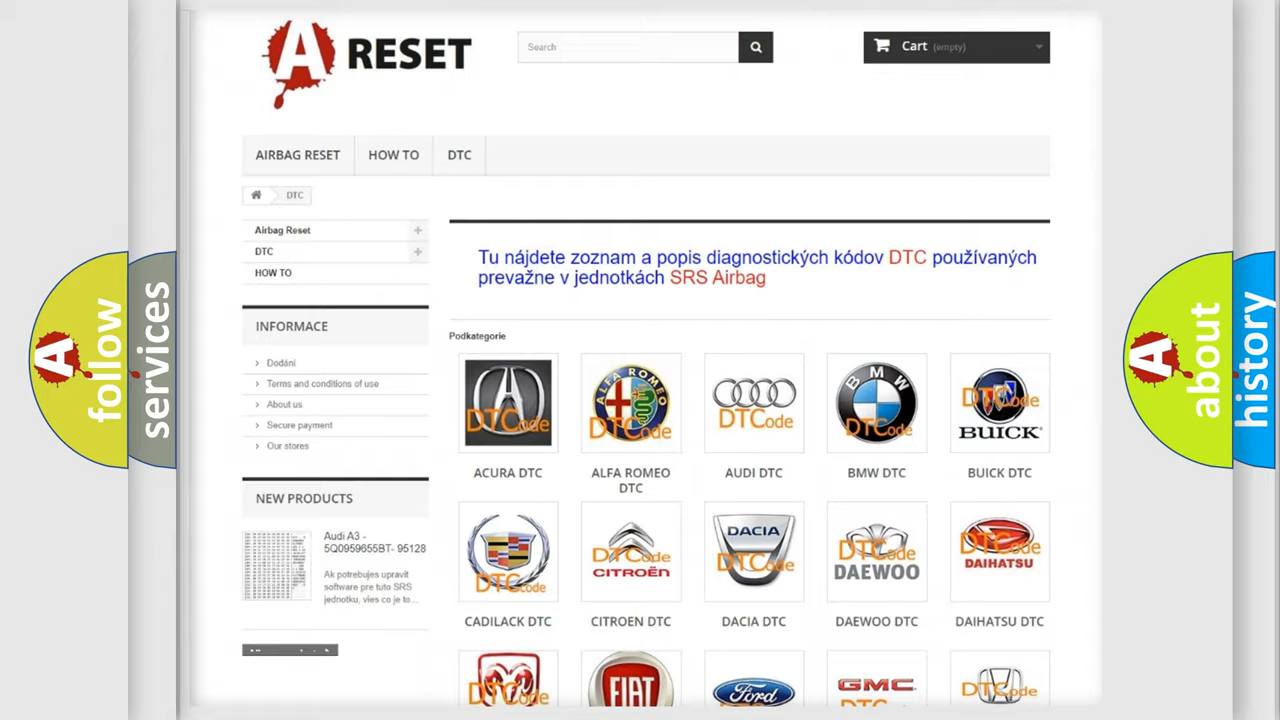 A RESET
Search
Cart (empty)
AIRBAG RESET
HOW TO
DTC
DTC
Airbag Reset
DTC
HOW TO
INFORMACE
Dodání
Terms and conditions of use
About us
Secure payment
Our stores
NEW PRODUCTS
Audi A3 -
5Q0959655BT- 95128
Ak potrebujes upravit
software pre tuto SRS
jednotku, vies co je to...
Tu nájdete zoznam a popis diagnostických kódov DTC používaných
prevažne v jednotkách SRS Airbag
Podkategorie
DTCode
ALFA ROMEO
DTCode
DTCode
BMW
DTCode
DTCode
BUICK
ACURA DTC
ALFA ROMEO
DTC
AUDI DTC
BMW DTC
BUICK DTC
DTCode
DTCode
CITROËN
DACIA
DTCode
DTCode
DAEWOO
DTCode
DAIHATSU
CADILACK DTC
CITROEN DTC
DACIA DTC
DAEWOO DTC
DAIHATSU DTC
DTCode
FIAT
Ford
GMC
DTCode
A follow
services
A about
history